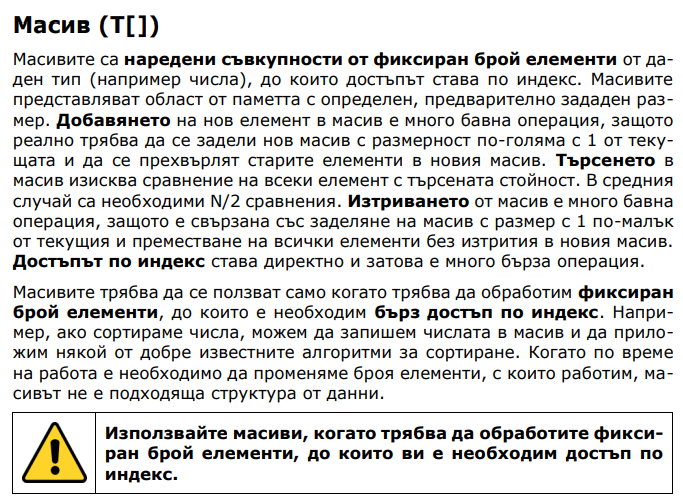 Масив (T[])
Масивите са наредени съвкупности от фиксиран брой елементи от да-
ден тип (например числа), до които достъпът става по индекс. Масивите
представляват област от паметта с определен, предварително зададен раз-
мер. Добавянето на нов елемент в масив е много бавна операция, защото
реално трябва да се задели нов масив с размерност по-голяма с 1 от теку-
щата и да се прехвърлят старите елементи в новия масив. Търсенето в
масив изисква сравнение на всеки елемент с търсената стойност. В средния
случай са необходими N/2 сравнения. Изтриването от масив е много бавна
операция, защото е свързана със заделяне на масив с размер с 1 по-малък
от текущия и преместване на всички елементи без изтрития в новия масив.
Достъпът по индекс става директно и затова е много бърза операция.
Масивите трябва да се ползват само когато трябва да обработим фиксиран
брой елементи, до които е необходим бърз достъп по индекс. Напри-
мер, ако сортираме числа, можем да запишем числата в масив и да прило-
жим някой от добре известните алгоритми за сортиране. Когато по време
на работа е необходимо да променяме броя елементи, с които работим, ма-
сивът не е подходяща структура от данни.
Използвайте масиви, когато трябва да обработите фикси-
ран брой елементи, до които ви е необходим достъп по
индекс.